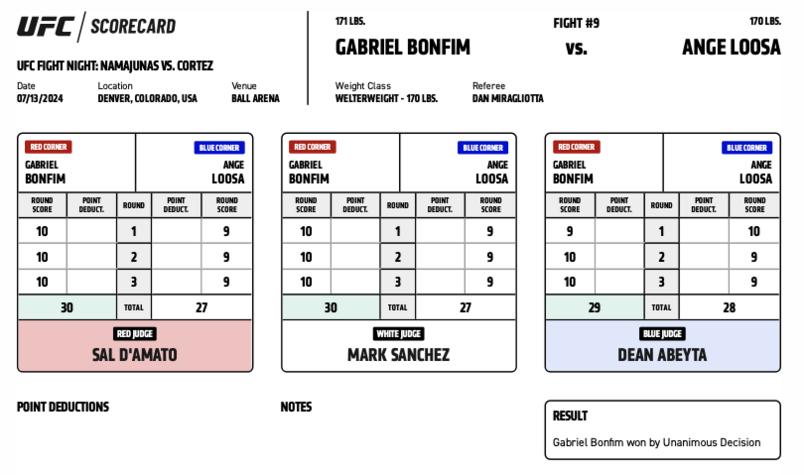 UFC / SCORECARD
UFC FIGHT NIGHT: NAMAJUNAS VS. CORTEZ
Date Location Venue
07/13/2024 DENVER, COLORADO, USA BALL ARENA
171 LBS. FIGHT #9 170 LBS.
GABRIEL BONFIM VS. ANGE LOOSA
Weight Class Referee
WELTERWEIGHT - 170 LBS. DAN MIRAGLIOTTA
RED CORNER BLUE CORNER
GABRIEL ANGE
BONFIM LOOSA
ROUND POINT ROUND POINT ROUND
SCORE DEDUCT. DEDUCT. SCORE
10 1 9
10 2 9
10 3 9
30 TOTAL 27
RED JUDGE
SAL D'AMATO
RED CORNER BLUE CORNER
GABRIEL ANGE
BONFIM LOOSA
ROUND POINT ROUND POINT ROUND
SCORE DEDUCT. DEDUCT. SCORE
10 1 9
10 2 9
10 3 9
30 TOTAL 27
WHITE JUDGE
MARK SANCHEZ
RED CORNER BLUE CORNER
GABRIEL ANGE
BONFIM LOOSA
ROUND POINT ROUND POINT ROUND
SCORE DEDUCT. DEDUCT. SCORE
9 1 10
10 2 9
10 3 9
29 TOTAL 28
BLUE JUDGE
DEAN ABEYTA
POINT DEDUCTIONS
NOTES
RESULT
Gabriel Bonfim won by Unanimous Decision